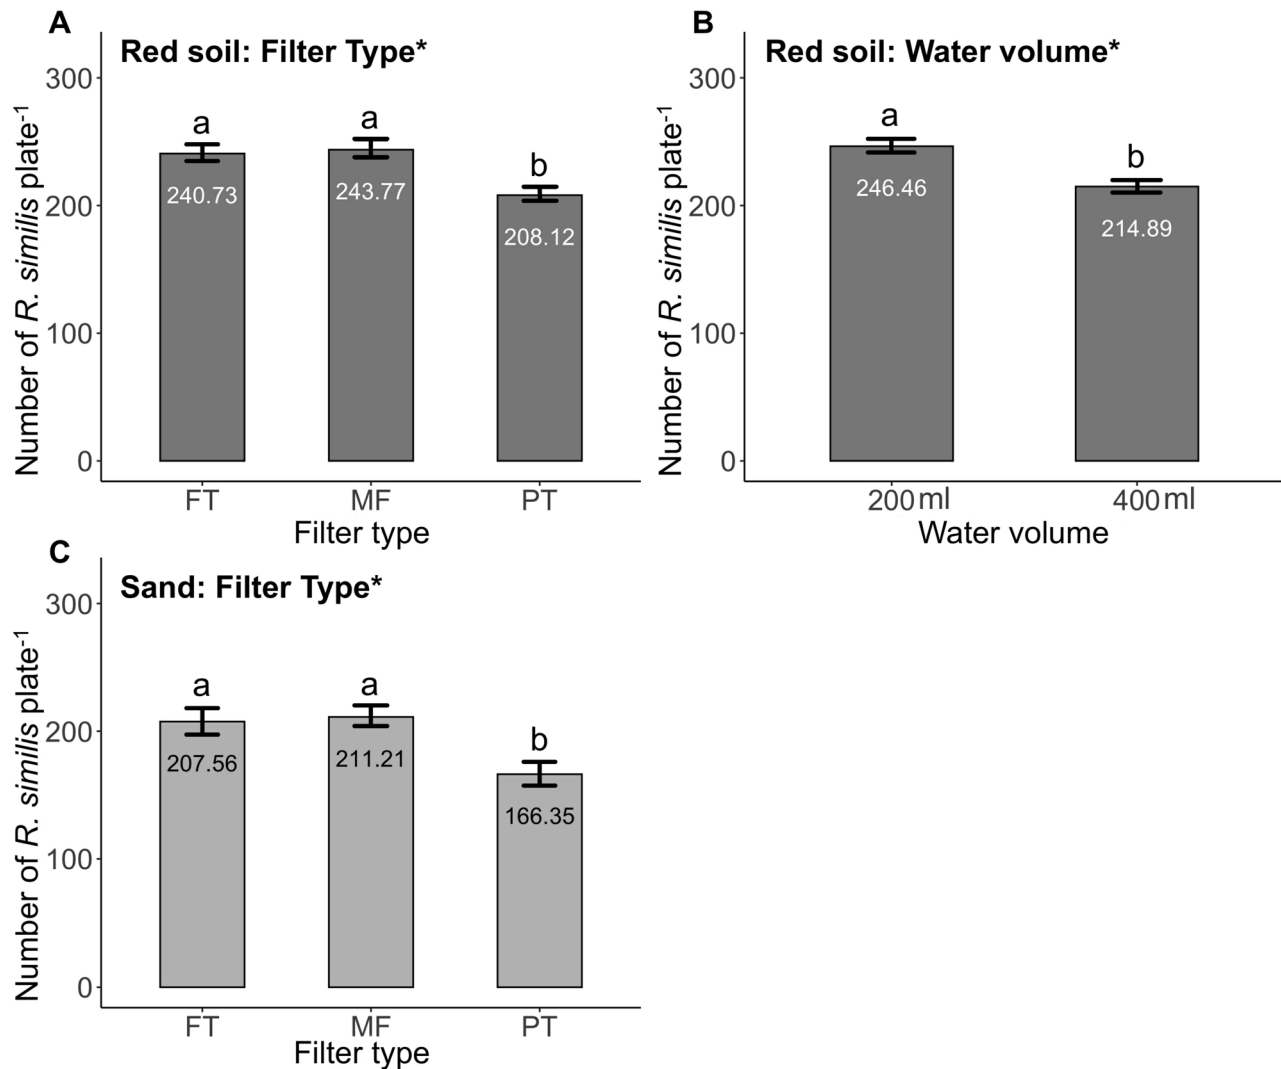 A
Red soil: Filter Type*
Number of R. similis plate-1
300
200
100
0
a
a
b
240.73
243.77
208.12
FT
MF
PT
Filter type
B
Red soil: Water volume*
Number of R. similis plate-1
300
200
100
0
a
b
246.46
214.89
200 ml
400 ml
Water volume
C
Sand: Filter Type*
Number of R. similis plate-1
300
200
100
0
a
a
b
207.56
211.21
166.35
FT
MF
PT
Filter type